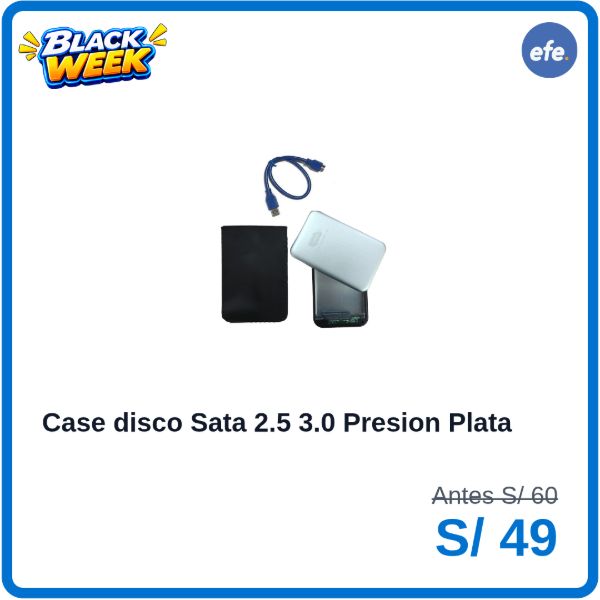 BLACK
WEEK
efe.
Case disco Sata 2.5 3.0 Presion Plata
Antes S/ 60
S/ 49